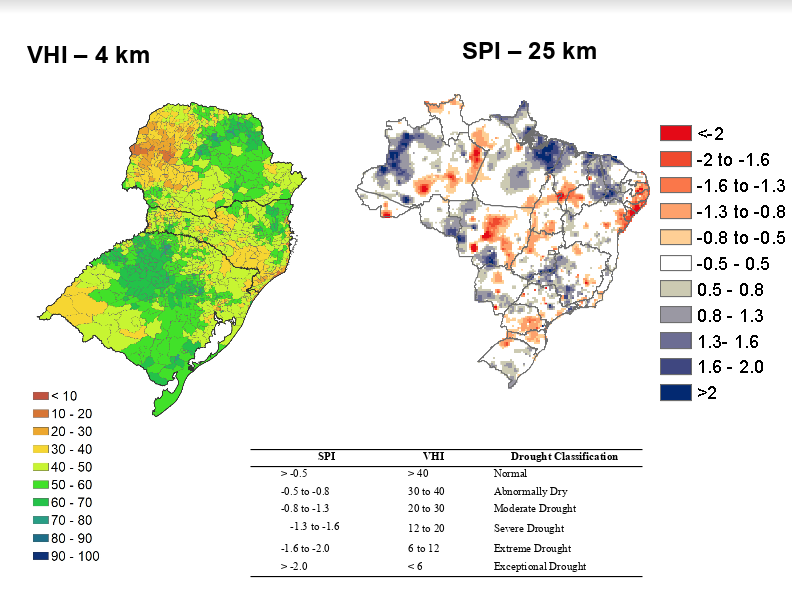 VHI – 4 km
SPI – 25 km
<-2
-2 to -1.6
-1.6 to -1.3
-1.3 to -0.8
-0.8 to -0.5
-0.5 - 0.5
0.5 - 0.8
0.8 - 1.3
1.3- 1.6
1.6 - 2.0
>2
< 10
10 - 20
20 - 30
30 - 40
40 - 50
50 - 60
60 - 70
70 - 80
80 - 90
90 - 100
SPI VHI Drought Classification
> -0.5 > 40 Normal
-0.5 to -0.8 30 to 40 Abnormally Dry
-0.8 to -1.3 20 to 30 Moderate Drought
-1.3 to -1.6 12 to 20 Severe Drought
-1.6 to -2.0 6 to 12 Extreme Drought
> -2.0 < 6 Exceptional Drought